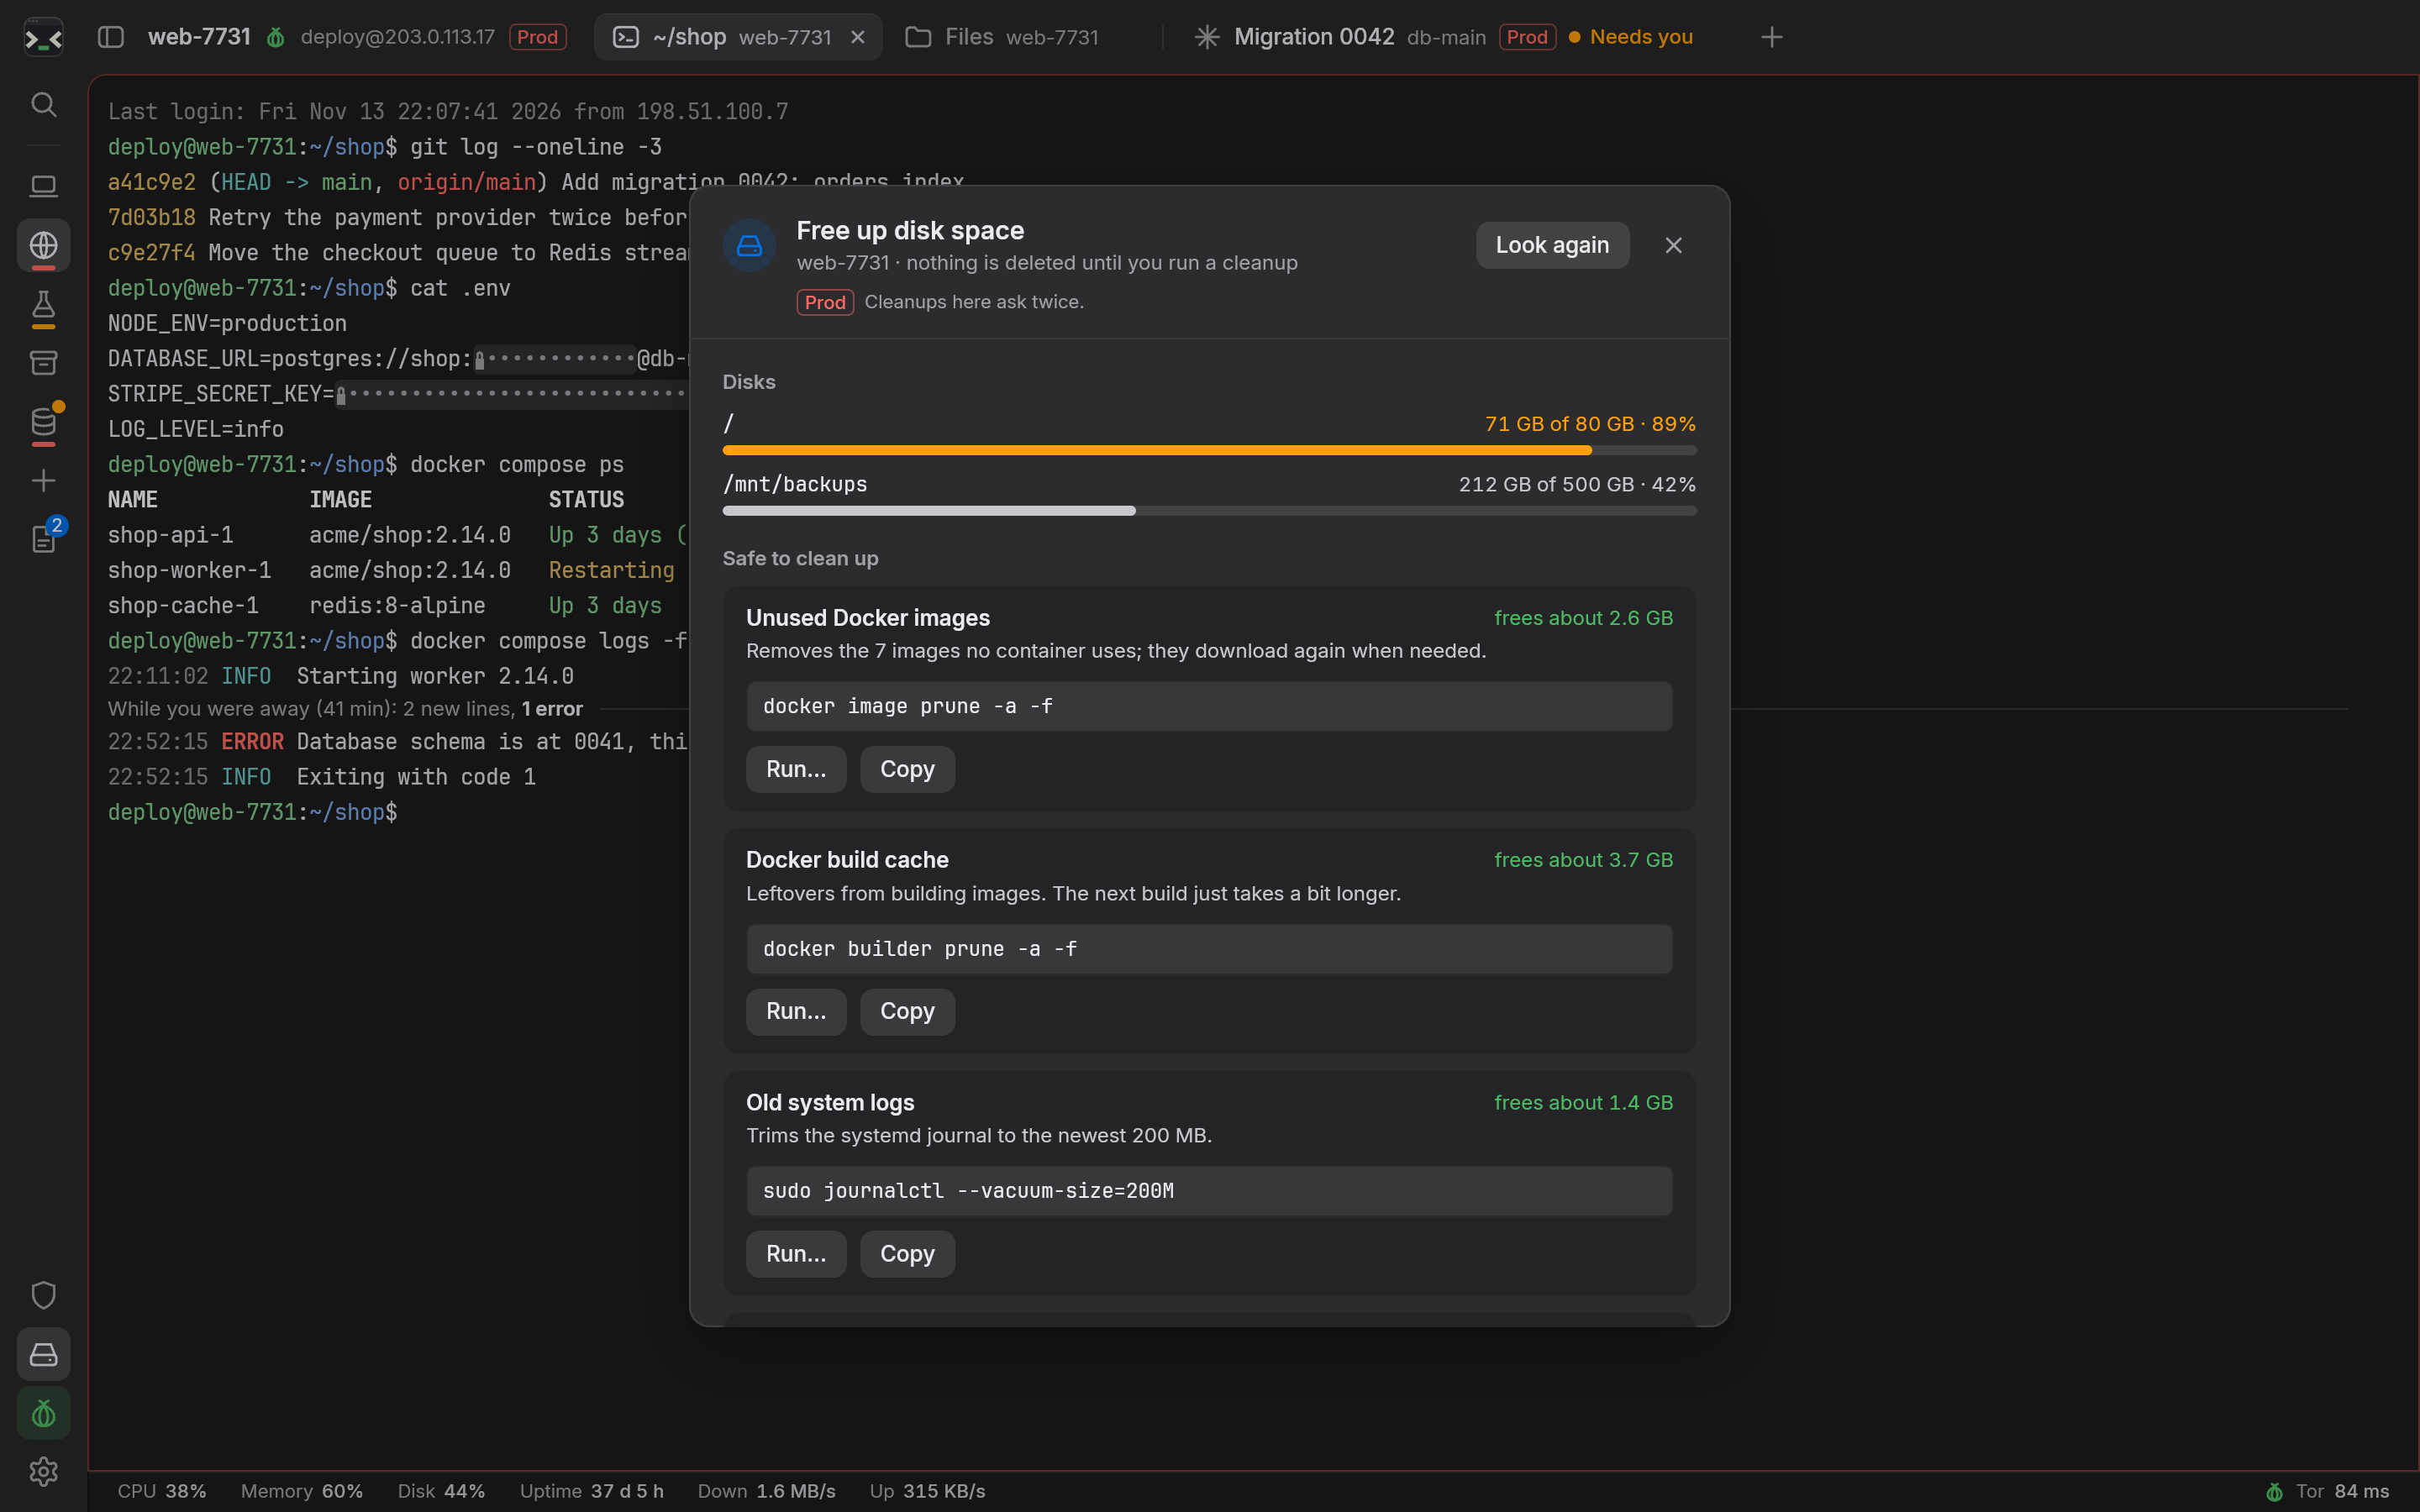 web-7731 deploy@203.0.113.17 Prod ~/shop web-7731 Files web-7731 Migration 0042 db-main Prod Needs you
Last login: Fri Nov 13 22:07:41 2026 from 198.51.100.7
deploy@web-7731:~/shop$ git log --oneline -3
a41c9e2 (HEAD -> main, origin/main) Add migration 0042: orders index
7d03b18 Retry the payment provider twice befor
c9e27f4 Move the checkout queue to Redis strea
deploy@web-7731:~/shop$ cat .env
NODE_ENV=production
DATABASE_URL=postgres://shop:············@db-
STRIPE_SECRET_KEY=·····························
LOG_LEVEL=info
deploy@web-7731:~/shop$ docker compose ps
NAME IMAGE STATUS
shop-api-1 acme/shop:2.14.0 Up 3 days (
shop-worker-1 acme/shop:2.14.0 Restarting
shop-cache-1 redis:8-alpine Up 3 days
deploy@web-7731:~/shop$ docker compose logs -f
22:11:02 INFO Starting worker 2.14.0
While you were away (41 min): 2 new lines, 1 error
22:52:15 ERROR Database schema is at 0041, thi
22:52:15 INFO Exiting with code 1
deploy@web-7731:~/shop$
2
Free up disk space
web-7731 · nothing is deleted until you run a cleanup
Prod Cleanups here ask twice.
Look again
Disks
/ 71 GB of 80 GB · 89%
/mnt/backups 212 GB of 500 GB · 42%
Safe to clean up
Unused Docker images frees about 2.6 GB
Removes the 7 images no container uses; they download again when needed.
docker image prune -a -f
Run... Copy
Docker build cache frees about 3.7 GB
Leftovers from building images. The next build just takes a bit longer.
docker builder prune -a -f
Run... Copy
Old system logs frees about 1.4 GB
Trims the systemd journal to the newest 200 MB.
sudo journalctl --vacuum-size=200M
Run... Copy
CPU 38% Memory 60% Disk 44% Uptime 37 d 5 h Down 1.6 MB/s Up 315 KB/s Tor 84 ms